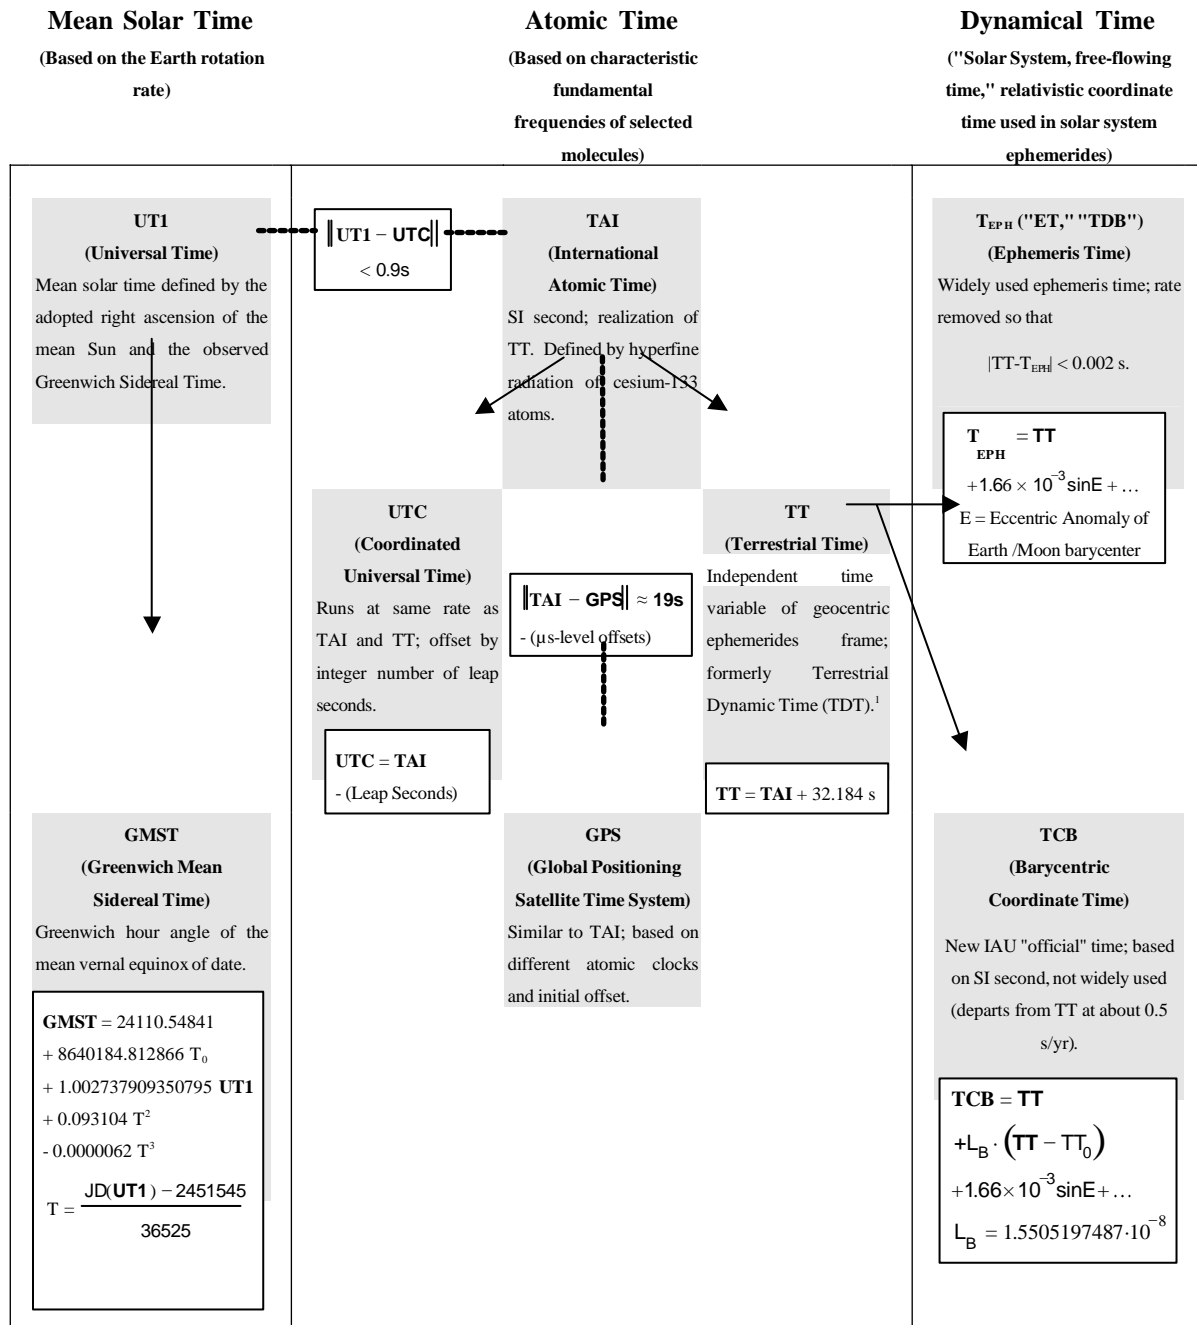 Mean Solar Time
(Based on the Earth rotation
rate)
Atomic Time
(Based on characteristic
fundamental
frequencies of selected
molecules)
Dynamical Time
("Solar System, free-flowing
time," relativistic coordinate
time used in solar system
ephemerides)
UT1
(Universal Time)
Mean solar time defined by the
adopted right ascension of the
mean Sun and the observed
Greenwich Sidereal Time.
‖UT1 − UTC‖
< 0.9s
TAI
(International
Atomic Time)
SI second; realization of
TT. Defined by hyperfine
radiation of cesium-133
atoms.
T_EPH ("ET," "TDB")
(Ephemeris Time)
Widely used ephemeris time; rate
removed so that
|TT-T_EPH| < 0.002 s.
T_EPH = TT
+1.66 × 10⁻³ sinE + …
E = Eccentric Anomaly of
Earth /Moon barycenter
UTC
(Coordinated
Universal Time)
Runs at same rate as
TAI and TT; offset by
integer number of leap
seconds.
UTC = TAI
- (Leap Seconds)
‖TAI − GPS‖ ≈ 19s
- (µs-level offsets)
TT
(Terrestrial Time)
Independent time
variable of geocentric
ephemerides frame;
formerly Terrestrial
Dynamic Time (TDT).¹
TT = TAI + 32.184 s
GMST
(Greenwich Mean
Sidereal Time)
Greenwich hour angle of the
mean vernal equinox of date.
GMST = 24110.54841
+ 8640184.812866 T₀
+ 1.002737909350795 UT1
+ 0.093104 T²
- 0.0000062 T³
T = JD(UT1) − 2451545
36525
GPS
(Global Positioning
Satellite Time System)
Similar to TAI; based on
different atomic clocks
and initial offset.
TCB
(Barycentric
Coordinate Time)
New IAU "official" time; based
on SI second, not widely used
(departs from TT at about 0.5
s/yr).
TCB = TT
+L_B · (TT − TT₀)
+1.66× 10⁻³ sinE+ …
L_B = 1.5505197487·10⁻⁸